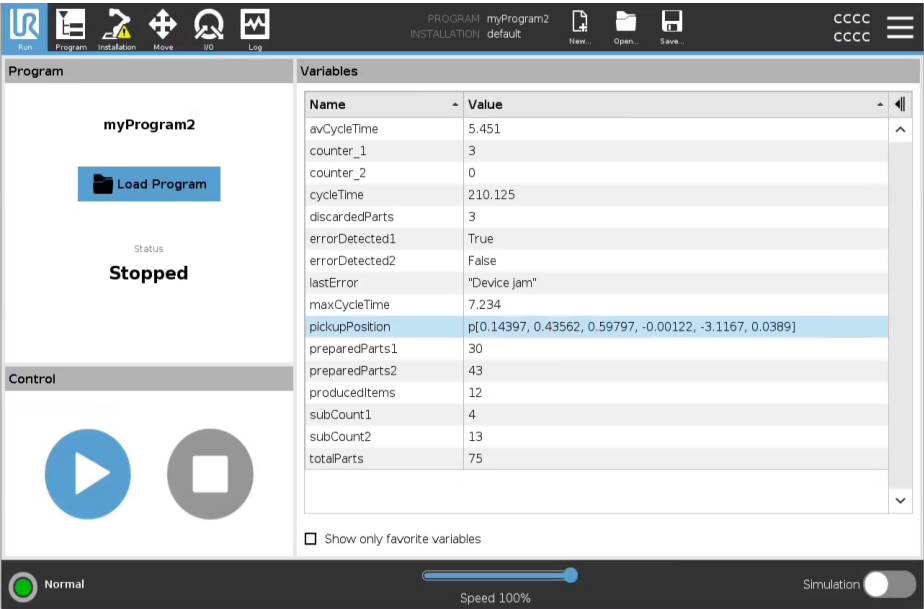 UR
PROGRAM myProgram2
INSTALLATION default
CCCC
CCCC
Run Program Installation Move I/O Log New... Open... Save...
Program
myProgram2
Load Program
Status
Stopped
Control
Variables
Name Value
avCycleTime 5.451
counter_1 3
counter_2 0
cycleTime 210.125
discardedParts 3
errorDetected1 True
errorDetected2 False
lastError "Device jam"
maxCycleTime 7.234
pickupPosition p[0.14397, 0.43562, 0.59797, -0.00122, -3.1167, 0.0389]
preparedParts1 30
preparedParts2 43
producedItems 12
subCount1 4
subCount2 13
totalParts 75
Show only favorite variables
Normal
Speed 100%
Simulation